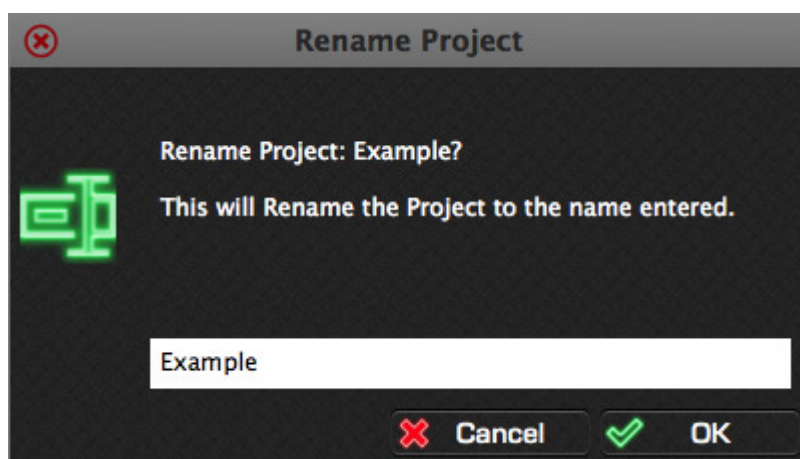 Rename Project
Rename Project: Example?
This will Rename the Project to the name entered.
Example
Cancel
OK